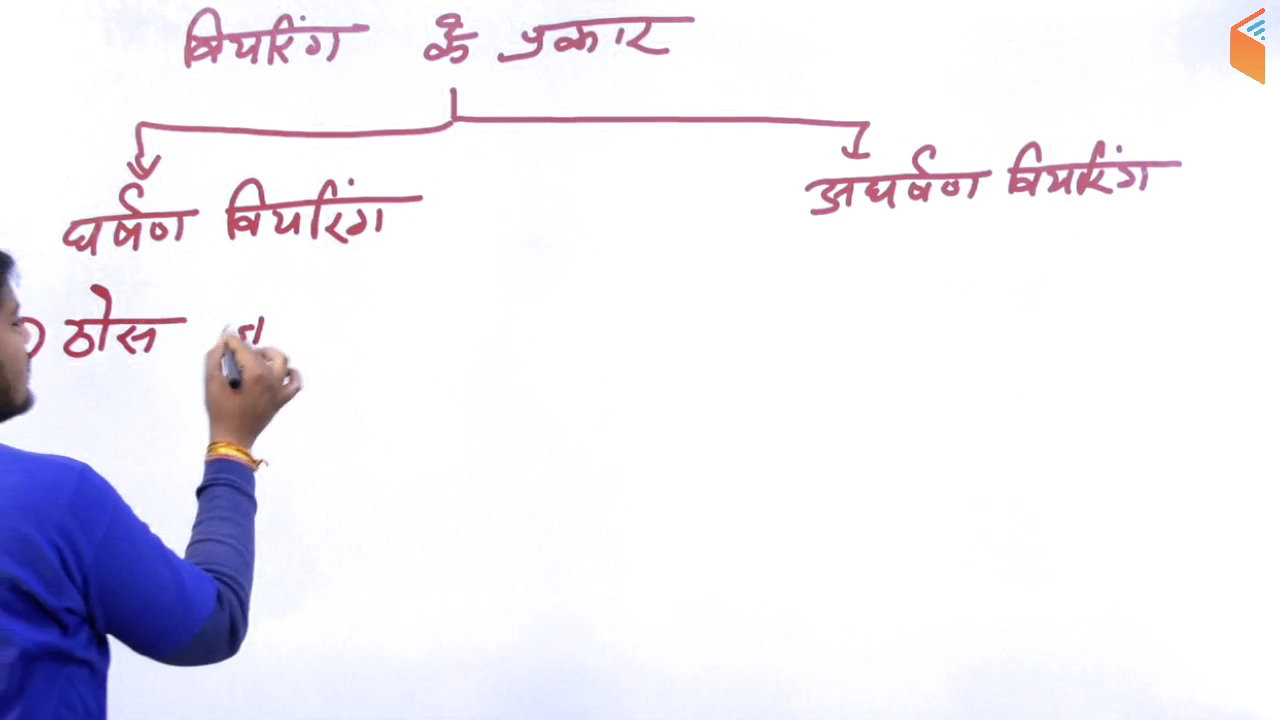 बियरिंग के प्रकार
घर्षण बियरिंग
अघर्षण बियरिंग
ठोस